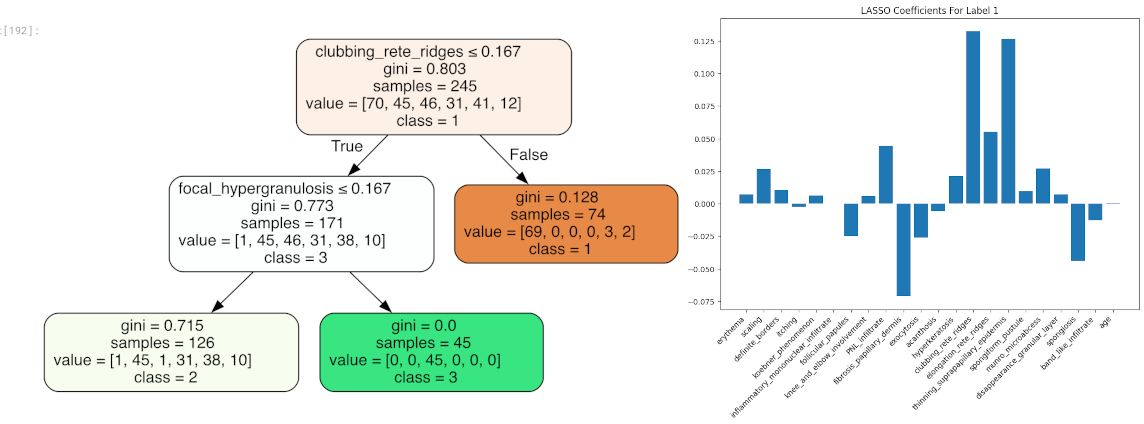 :[192]:
clubbing_rete_ridges ≤ 0.167
gini = 0.803
samples = 245
value = [70, 45, 46, 31, 41, 12]
class = 1
True
False
focal_hypergranulosis ≤ 0.167
gini = 0.773
samples = 171
value = [1, 45, 46, 31, 38, 10]
class = 3
gini = 0.128
samples = 74
value = [69, 0, 0, 0, 3, 2]
class = 1
gini = 0.715
samples = 126
value = [1, 45, 1, 31, 38, 10]
class = 2
gini = 0.0
samples = 45
value = [0, 0, 45, 0, 0, 0]
class = 3
LASSO Coefficients For Label 1
0.125
0.100
0.075
0.050
0.025
0.000
−0.025
−0.050
−0.075
erythema
scaling
definite_borders
itching
koebner_phenomenon
inflammatory_mononuclear_infiltrate
follicular_papules
knee_and_elbow_involvement
PNL_infiltrate
fibrosis_papillary_dermis
exocytosis
acanthosis
hyperkeratosis
clubbing_rete_ridges
elongation_rete_ridges
thinning_suprapapillary_epidermis
spongiform_pustule
munro_microabcess
disappearance_granular_layer
spongiosis
band_like_infiltrate
age